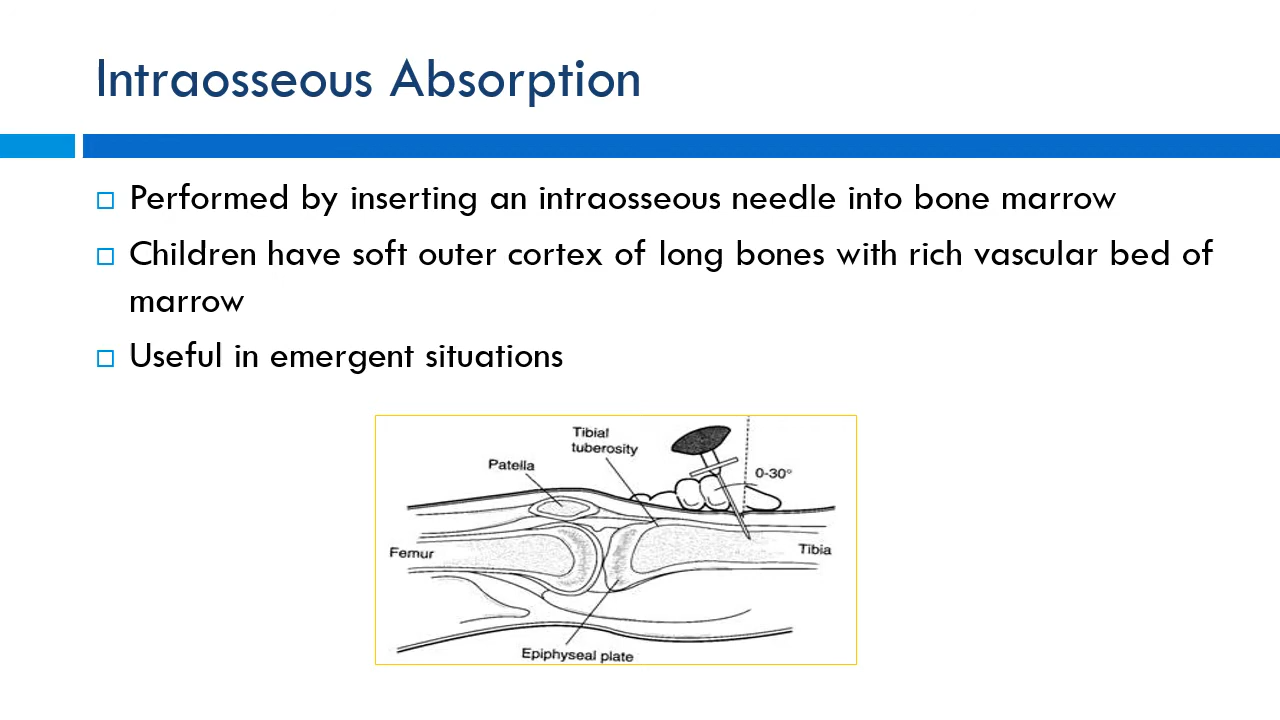 Intraosseous Absorption
Performed by inserting an intraosseous needle into bone marrow
Children have soft outer cortex of long bones with rich vascular bed of
marrow
Useful in emergent situations
Tibial
tuberosity
Patella
0-30°
Femur
Tibia
Epiphyseal plate